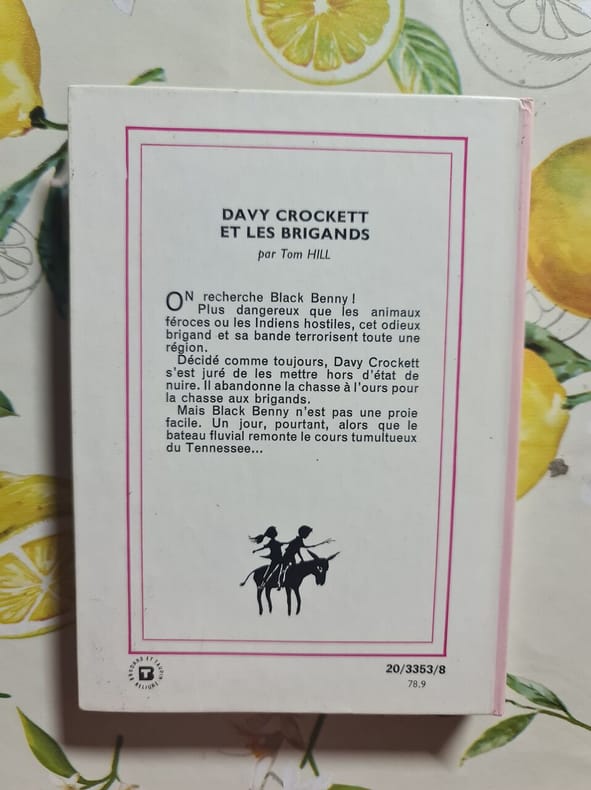 DAVY CROCKETT
ET LES BRIGANDS
par Tom HILL
ON recherche Black Benny !
Plus dangereux que les animaux
féroces ou les Indiens hostiles, cet odieux
brigand et sa bande terrorisent toute une
région.
Décidé comme toujours, Davy Crockett
s'est juré de les mettre hors d'état de
nuire. Il abandonne la chasse à l'ours pour
la chasse aux brigands.
Mais Black Benny n'est pas une proie
facile. Un jour, pourtant, alors que le
bateau fluvial remonte le cours tumultueux
du Tennessee...
BRODARD ET TAUPIN
RELIURE
T
20/3353/8
78.9